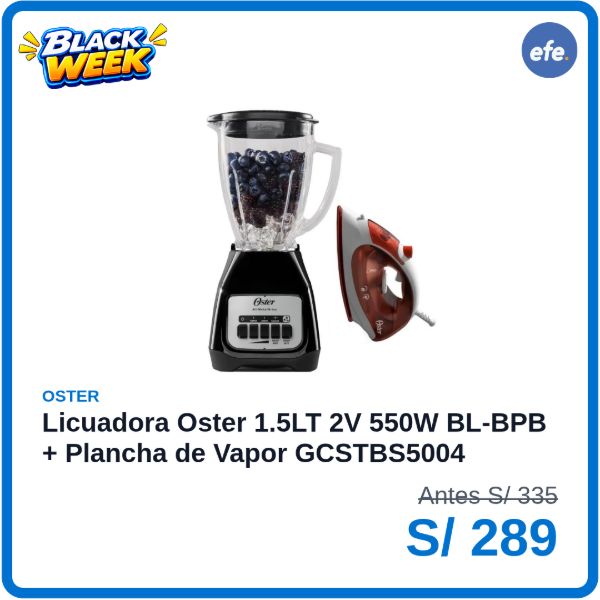 BLACK
WEEK
efe.
Oster
OSTER
Licuadora Oster 1.5LT 2V 550W BL-BPB
+ Plancha de Vapor GCSTBS5004
Antes S/ 335
S/ 289